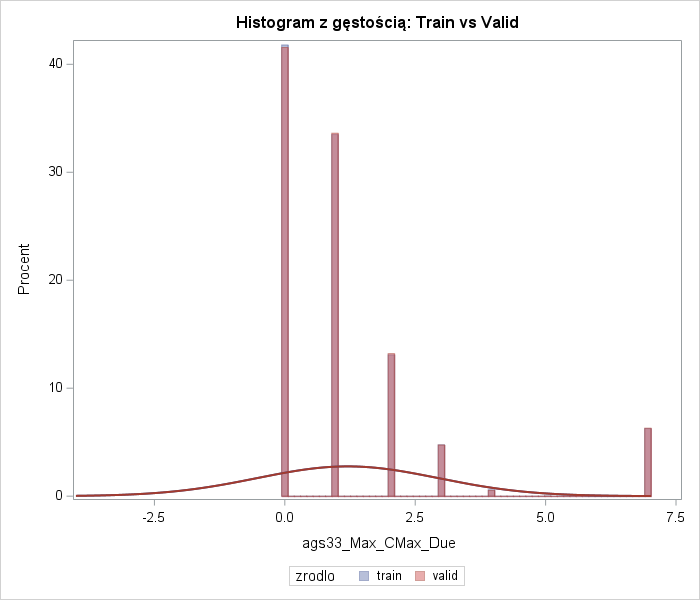 Histogram z gęstością: Train vs Valid
40
30
20
10
0
Procent
-2.5 0.0 2.5 5.0 7.5
ags33_Max_CMax_Due
zrodlo train valid